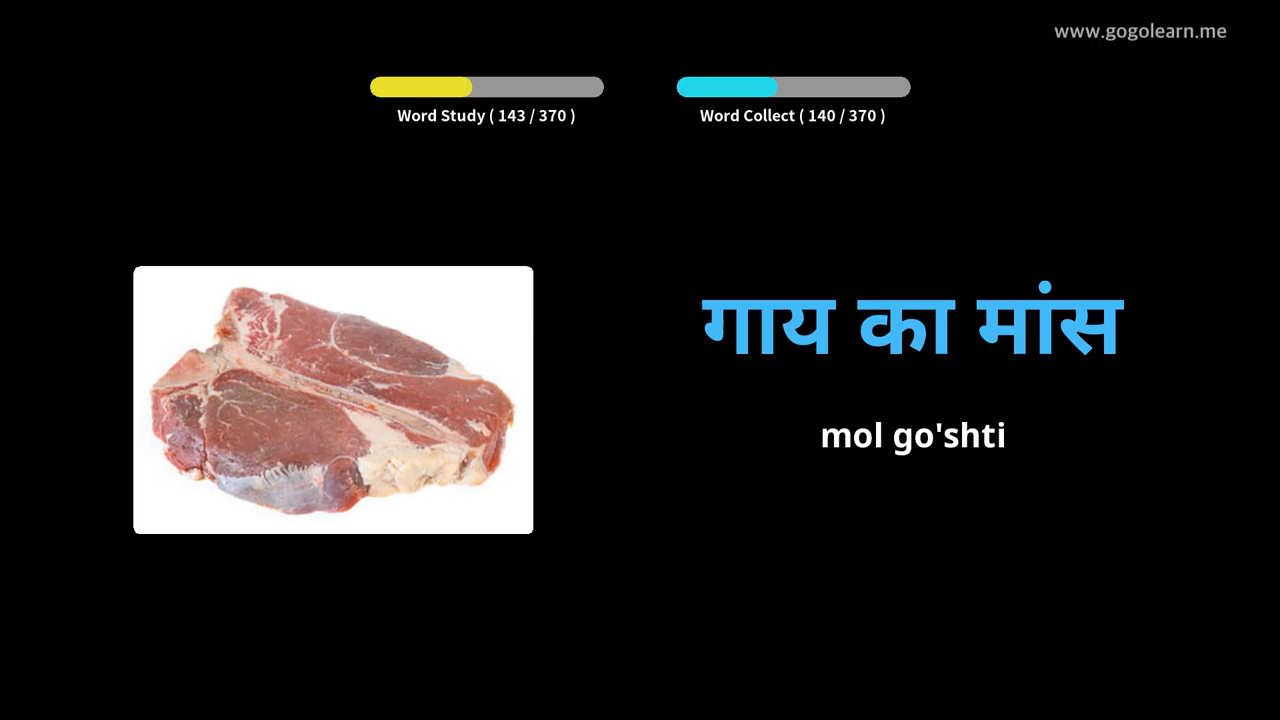 www.gogolearn.me
Word Study ( 143 / 370 )
Word Collect ( 140 / 370 )
गाय का मांस
mol go'shti